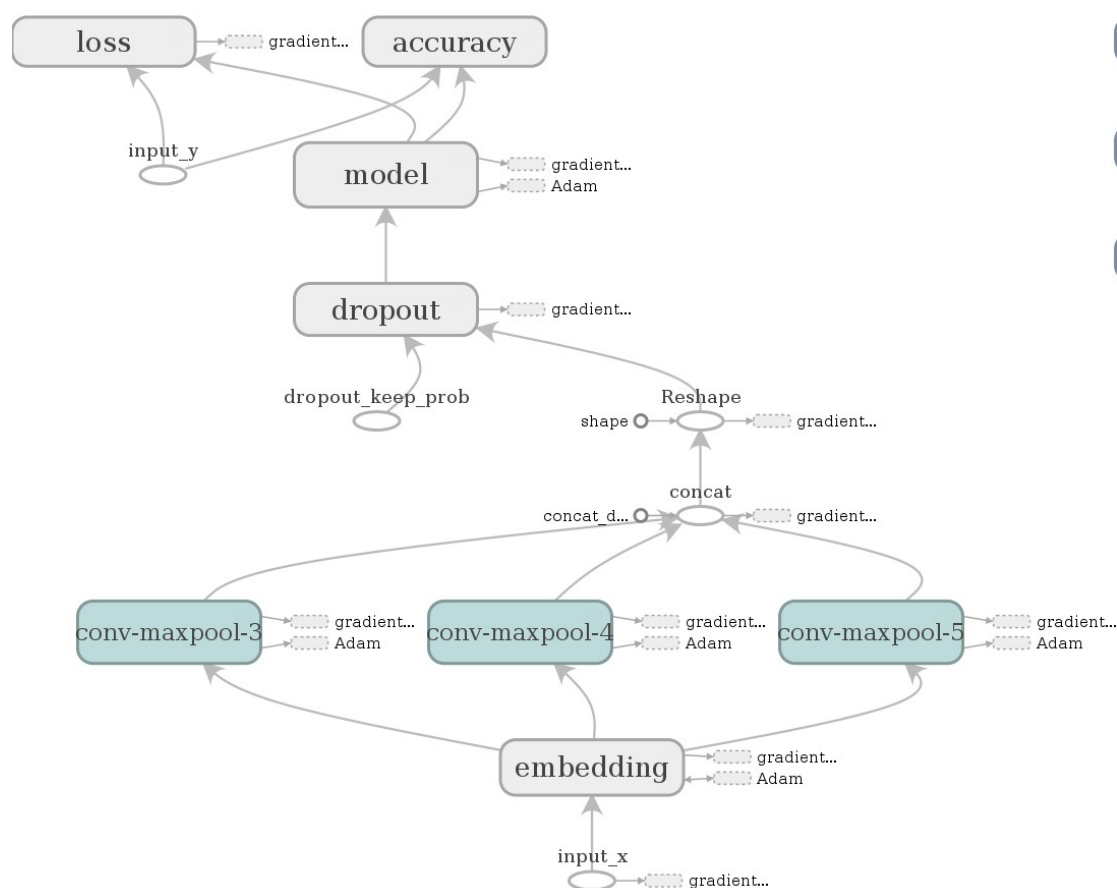 loss
gradient...
accuracy
input_y
model
gradient...
Adam
dropout
gradient...
dropout_keep_prob
Reshape
shape
gradient...
concat
concat_d...
gradient...
conv-maxpool-3
gradient...
Adam
conv-maxpool-4
gradient...
Adam
conv-maxpool-5
gradient...
Adam
embedding
gradient...
Adam
input_x
gradient...